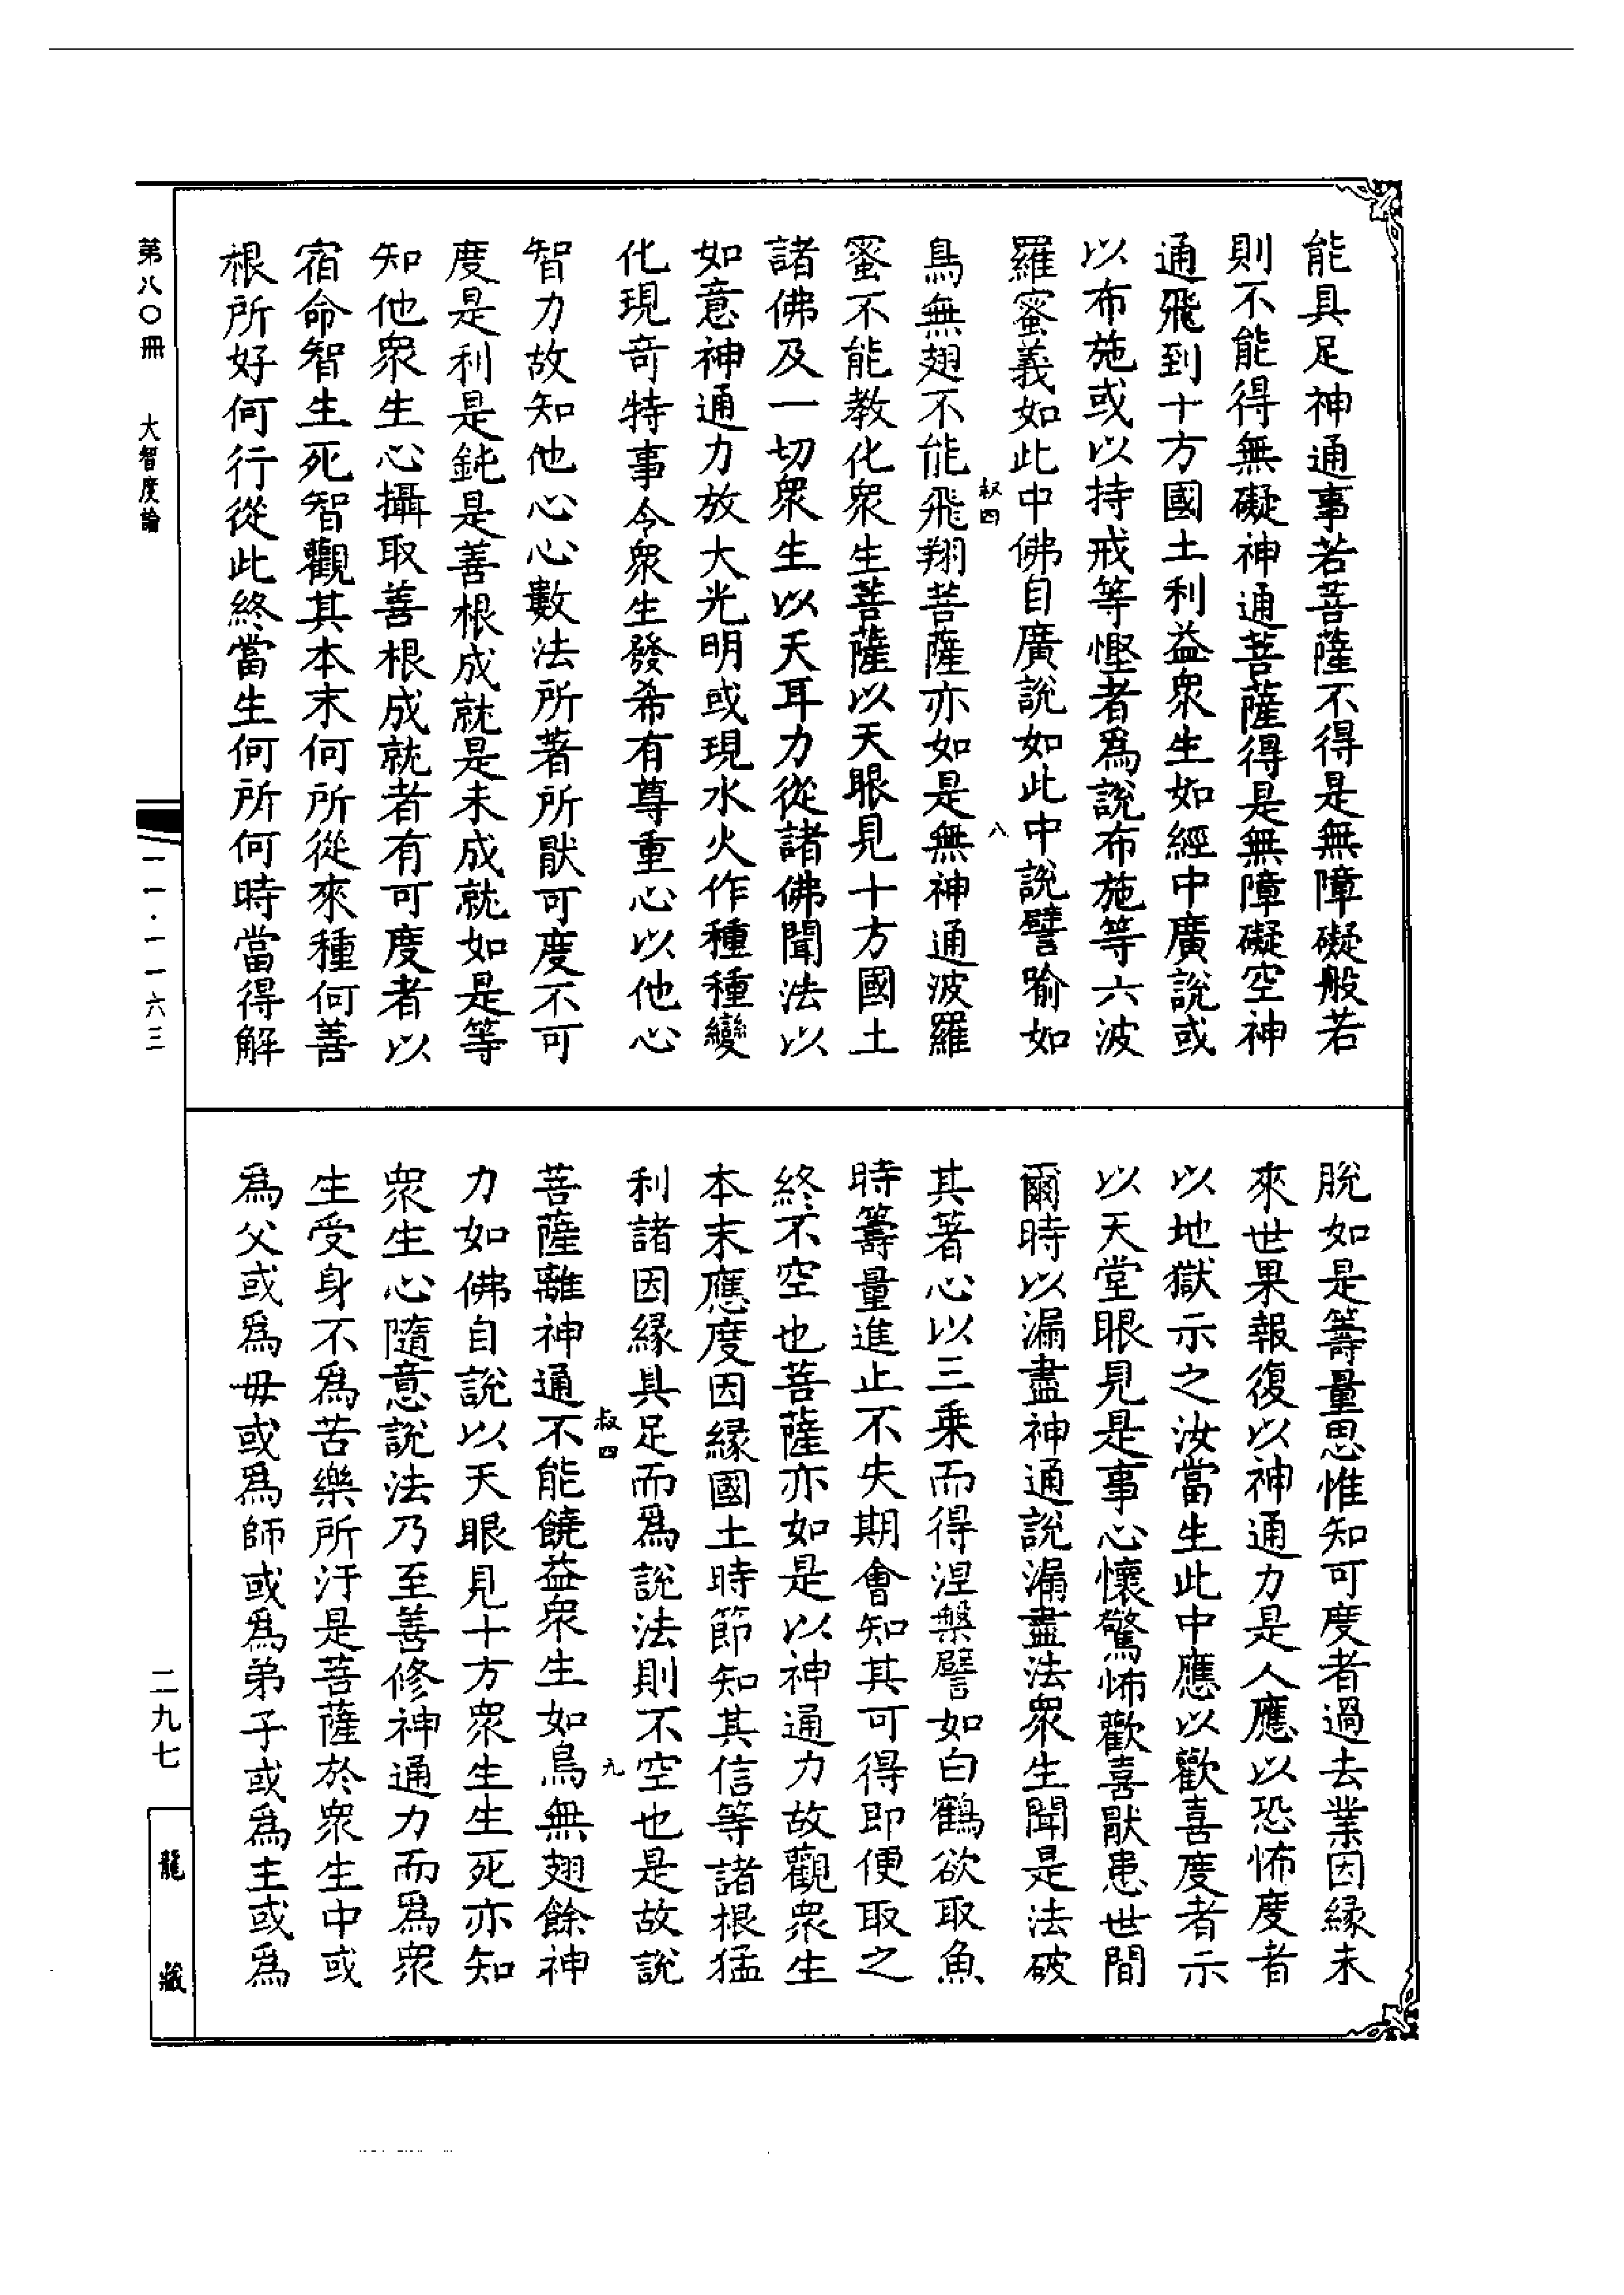 能具足神通事若菩薩不得是無障礙般若
則不能得無礙神通菩薩得是無障礙空神
通飛到十方國土利益眾生如經中廣說或
以布施或以持戒等慳者為說布施等六波
羅蜜義如此中佛自廣說如此中說譬喻如
叔四
八
鳥無翅不能飛翔菩薩亦如是無神通波羅
蜜不能教化眾生菩薩以天眼見十方國土
諸佛及一切眾生以天耳力從諸佛聞法以
如意神通力放大光明或現水火作種種變
化現奇特事令眾生發希有尊重心以他心
智力故知他心心數法所著所猒可度不可
度是利是鈍是善根成就是未成就如是等
知他眾生心攝取善根成就者有可度者以
宿命智生死智觀其本末何所從來種何善
根所好何行從此終當生何所何時當得解
脫如是籌量思惟知可度者過去業因緣未
來世果報復以神通力是人應以恐怖度者
以地獄示之汝當生此中應以歡喜度者示
以天堂眼見是事心懷驚怖歡喜猒患世間
爾時以漏盡神通說漏盡法眾生聞是法破
其著心以三乘而得涅槃譬如白鶴欲取魚
時籌量進止不失期會知其可得即便取之
終不空也菩薩亦如是以神通力故觀眾生
本末應度因緣國土時節知其信等諸根猛
利諸因緣具足而為說法則不空也是故說
叔四
九
菩薩離神通不能饒益眾生如鳥無翅餘神
力如佛自說以天眼見十方眾生生死亦知
眾生心隨意說法乃至善修神通力而為眾
生受身不為苦樂所汙是菩薩於眾生中或
為父或為母或為師或為弟子或為主或為
第八〇冊　大智度論
一一·一一六三
二九七
龍藏